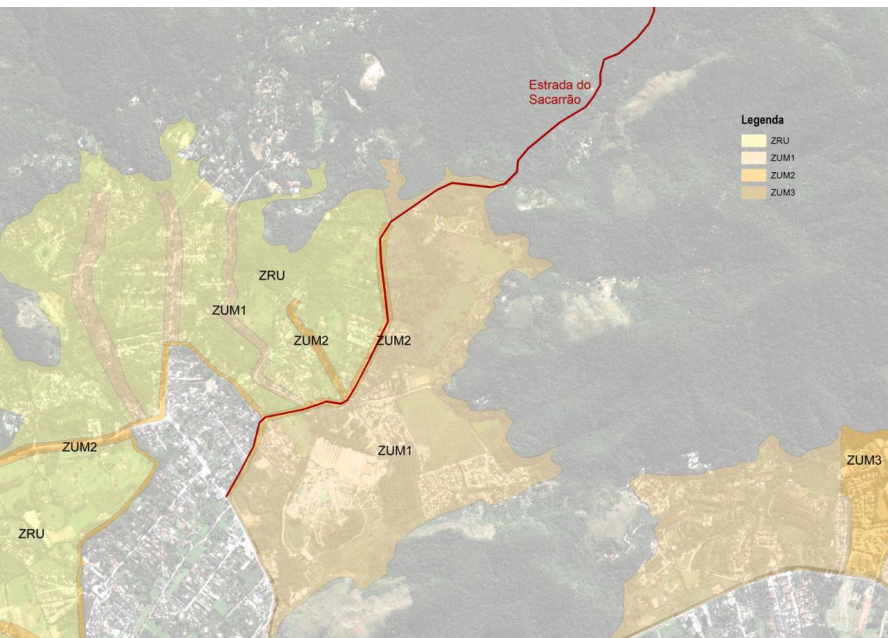 Estrada do
Sacarrão
Legenda
ZRU
ZUM1
ZUM2
ZUM3
ZRU
ZUM1
ZUM2
ZUM2
ZUM2
ZUM1
ZUM3
ZRU